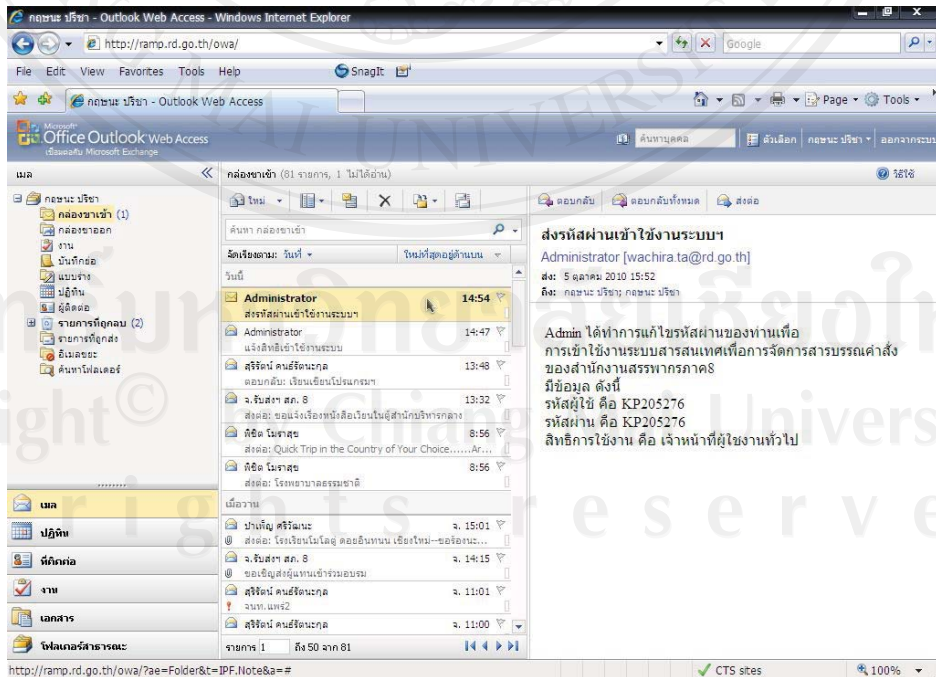 กฤษนะ ปรีชา - Outlook Web Access - Windows Internet Explorer
http://ramp.rd.go.th/owa/
Google
File Edit View Favorites Tools Help
SnagIt
กฤษนะ ปรีชา - Outlook Web Access
Page
Tools
Microsoft
Office Outlook Web Access
เชื่อมต่อกับ Microsoft Exchange
ค้นหาบุคคล
ตัวเลือก
กฤษนะ ปรีชา
ออกจากระบบ
เมล
กล่องขาเข้า (81 รายการ, 1 ไม่ได้อ่าน)
วิธีใช้
กฤษนะ ปรีชา
กล่องขาเข้า (1)
กล่องขาออก
งาน
บันทึกย่อ
แบบร่าง
ปฏิทิน
ผู้ติดต่อ
รายการที่ถูกลบ (2)
รายการที่ถูกส่ง
อีเมลขยะ
ค้นหาโฟลเดอร์
เมล
ปฏิทิน
ที่ติดต่อ
งาน
เอกสาร
โฟลเดอร์สาธารณะ
ใหม่
ค้นหา กล่องขาเข้า
จัดเรียงตาม: วันที่
ใหม่ที่สุดอยู่ด้านบน
วันนี้
Administrator 14:54
ส่งรหัสผ่านเข้าใช้งานระบบฯ
Administrator 14:47
แจ้งสิทธิเข้าใช้งานระบบ
สุริรัตน์ คนธ์รัตนะกุล 13:48
ตอบกลับ: เรียนเขียนโปรแกรมฯ
จ.รับส่งฯ สภ. 8 13:32
ส่งต่อ: ขอแจ้งเรื่องหนังสือเวียนในตู้สำนักบริหารกลาง
พิชิต โมราสุข 8:56
ส่งต่อ: Quick Trip in the Country of Your Choice......Ar...
พิชิต โมราสุข 8:56
ส่งต่อ: โรงพยาบาลธรรมชาติ
เมื่อวาน
ปาเพ็ญ ศรีวัฒนะ จ. 15:01
ส่งต่อ: โรงเรียนโมโลตู่ ดอยอินทนน เชียงใหม่--ขอร้องนะ...
จ.รับส่งฯ สภ. 8 จ. 14:15
ขอเชิญส่งผู้แทนเข้าร่วมอบรม
สุริรัตน์ คนธ์รัตนะกุล จ. 11:01
จนท.แพร่2
สุริรัตน์ คนธ์รัตนะกุล จ. 11:00
รายการ 1 ถึง 50 จาก 81
ตอบกลับ
ตอบกลับทั้งหมด
ส่งต่อ
ส่งรหัสผ่านเข้าใช้งานระบบฯ
Administrator [wachira.ta@rd.go.th]
ส่ง: 5 ตุลาคม 2010 15:52
ถึง: กฤษนะ ปรีชา; กฤษนะ ปรีชา
Admin ได้ทำการแก้ไขรหัสผ่านของท่านเพื่อ
การเข้าใช้งานระบบสารสนเทศเพื่อการจัดการสารบรรณคำสั่ง
ของสำนักงานสรรพากรภาค8
มีข้อมูล ดังนี้
รหัสผู้ใช้ คือ KP205276
รหัสผ่าน คือ KP205276
สิทธิการใช้งาน คือ เจ้าหน้าที่ผู้ใช้งานทั่วไป
http://ramp.rd.go.th/owa/?ae=Folder&t=IPF.Note&a=#
CTS sites
100%